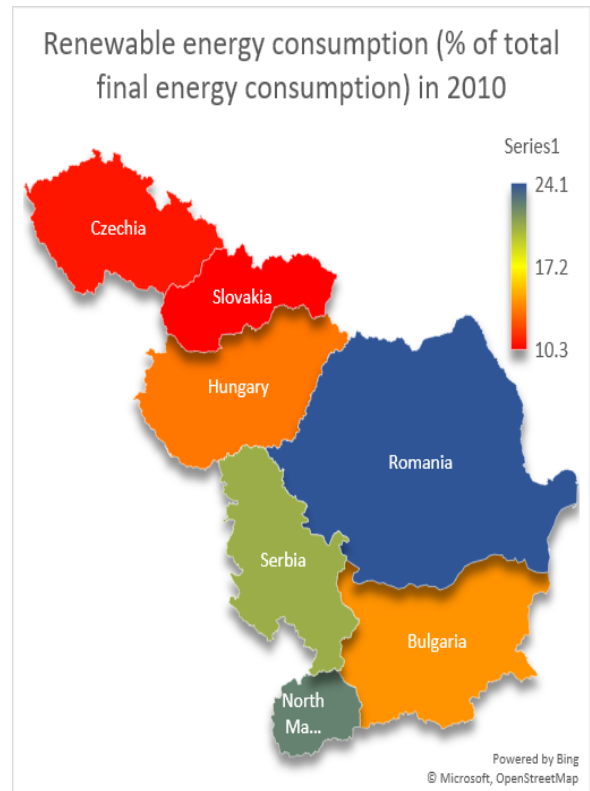 Renewable energy consumption (% of total
final energy consumption) in 2010
Series1
24.1
17.2
10.3
Czechia
Slovakia
Hungary
Romania
Serbia
Bulgaria
North
Ma...
Powered by Bing
© Microsoft, OpenStreetMap